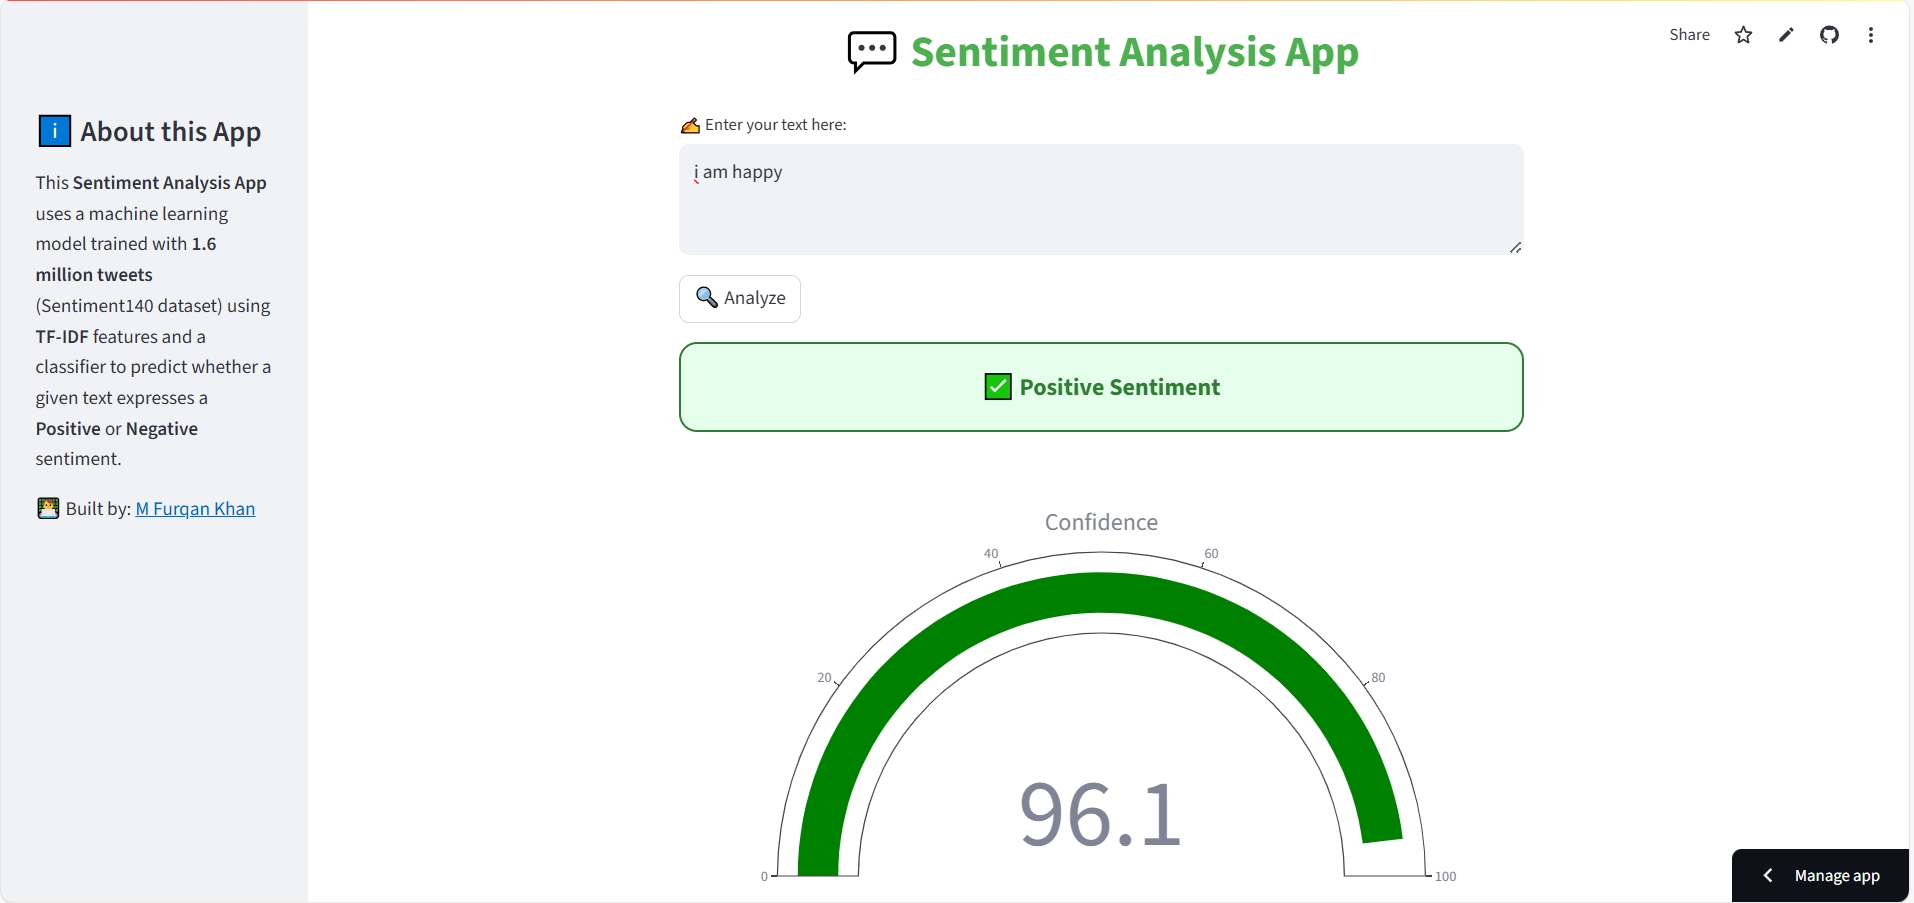 Share
Sentiment Analysis App
About this App
This Sentiment Analysis App
uses a machine learning
model trained with 1.6
million tweets
(Sentiment140 dataset) using
TF-IDF features and a
classifier to predict whether a
given text expresses a
Positive or Negative
sentiment.
Built by: M Furqan Khan
Enter your text here:
i am happy
Analyze
Positive Sentiment
Confidence
40
60
20
80
96.1
0
100
Manage app